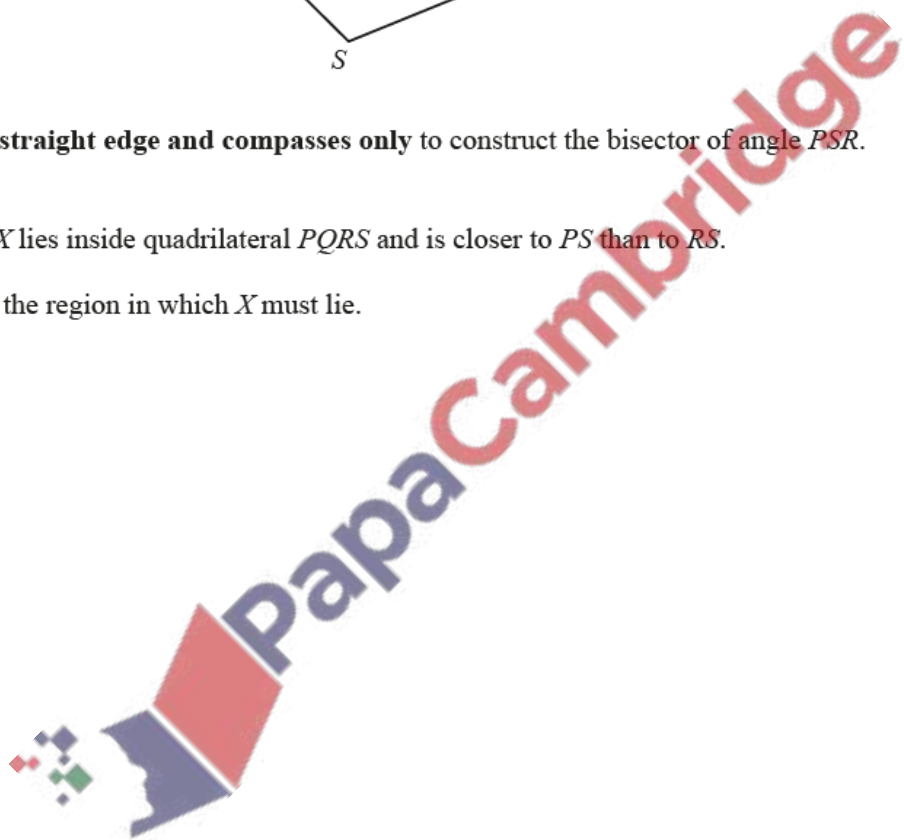 S
straight edge and compasses only to construct the bisector of angle PSR.
X lies inside quadrilateral PQRS and is closer to PS than to RS.
the region in which X must lie.
PapaCambridge